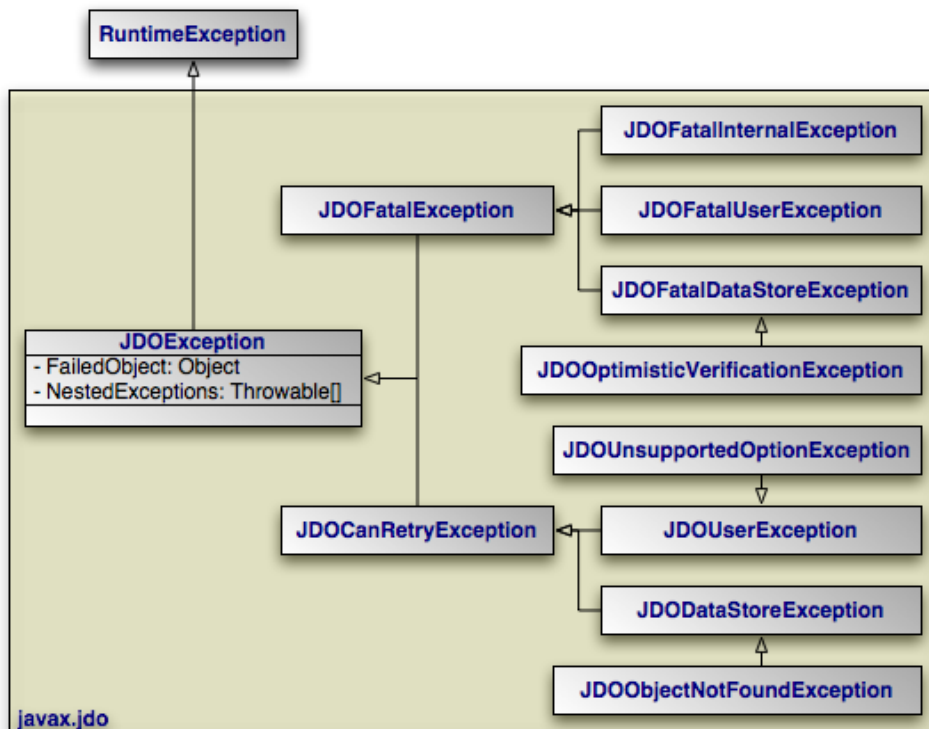 RuntimeException
JDOFatalInternalException
JDOFatalException
JDOFatalUserException
JDOFatalDataStoreException
JDOException
- FailedObject: Object
- NestedExceptions: Throwable[]
JDOOptimisticVerificationException
JDOUnsupportedOptionException
JDOCanRetryException
JDOUserException
JDODataStoreException
JDOObjectNotFoundException
javax.jdo